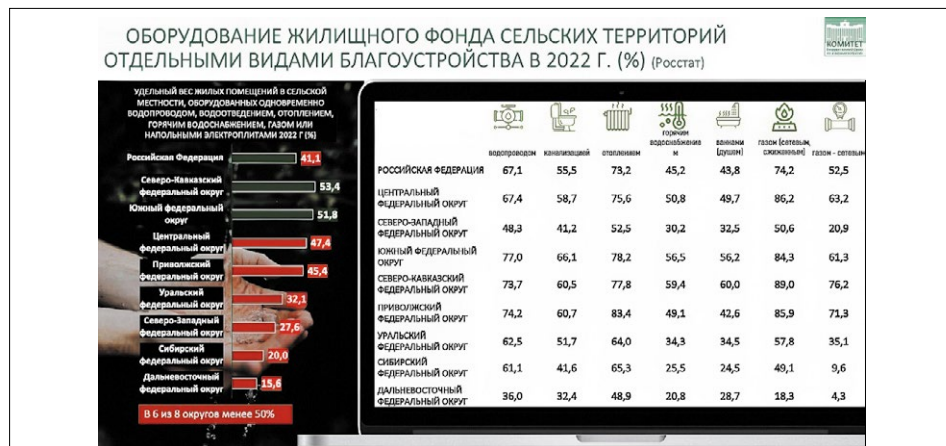 ОБОРУДОВАНИЕ ЖИЛИЩНОГО ФОНДА СЕЛЬСКИХ ТЕРРИТОРИЙ
ОТДЕЛЬНЫМИ ВИДАМИ БЛАГОУСТРОЙСТВА В 2022 Г. (%) (Росстат)
КОМИТЕТ
УДЕЛЬНЫЙ ВЕС ЖИЛЫХ ПОМЕЩЕНИЙ В СЕЛЬСКОЙ
МЕСТНОСТИ, ОБОРУДОВАННЫХ ОДНОВРЕМЕННО
ВОДОПРОВОДОМ, ВОДООТВЕДЕНИЕМ, ОТОПЛЕНИЕМ,
ГОРЯЧИМ ВОДОСНАБЖЕНИЕМ, ГАЗОМ ИЛИ
НАПОЛЬНЫМИ ЭЛЕКТРОПЛИТАМИ 2022 Г (%)
Российская Федерация 41,1
Северо-Кавказский
федеральный округ 53,4
Южный федеральный
округ 51,8
Центральный
федеральный округ 47,4
Приволжский
федеральный округ 45,4
Уральский
федеральный округ 32,1
Северо-Западный
федеральный округ 27,6
Сибирский
федеральный округ 20,0
Дальневосточный
федеральный округ 15,6
В 6 из 8 округов менее 50%
водопроводом канализацией отоплением горячим водоснабжением ваннами (душем) газом (сетевым, сжиженным) газом - сетевым
РОССИЙСКАЯ ФЕДЕРАЦИЯ 67,1 55,5 73,2 45,2 43,8 74,2 52,5
ЦЕНТРАЛЬНЫЙ
ФЕДЕРАЛЬНЫЙ ОКРУГ 67,4 58,7 75,6 50,8 49,7 86,2 63,2
СЕВЕРО-ЗАПАДНЫЙ
ФЕДЕРАЛЬНЫЙ ОКРУГ 48,3 41,2 52,5 30,2 32,5 50,6 20,9
ЮЖНЫЙ ФЕДЕРАЛЬНЫЙ
ОКРУГ 77,0 66,1 78,2 56,5 56,2 84,3 61,3
СЕВЕРО-КАВКАЗСКИЙ
ФЕДЕРАЛЬНЫЙ ОКРУГ 73,7 60,5 77,8 59,4 60,0 89,0 76,2
ПРИВОЛЖСКИЙ
ФЕДЕРАЛЬНЫЙ ОКРУГ 74,2 60,7 83,4 49,1 42,6 85,9 71,3
УРАЛЬСКИЙ
ФЕДЕРАЛЬНЫЙ ОКРУГ 62,5 51,7 64,0 34,3 34,5 57,8 35,1
СИБИРСКИЙ
ФЕДЕРАЛЬНЫЙ ОКРУГ 61,1 41,6 65,3 25,5 24,5 49,1 9,6
ДАЛЬНЕВОСТОЧНЫЙ
ФЕДЕРАЛЬНЫЙ ОКРУГ 36,0 32,4 48,9 20,8 28,7 18,3 4,3